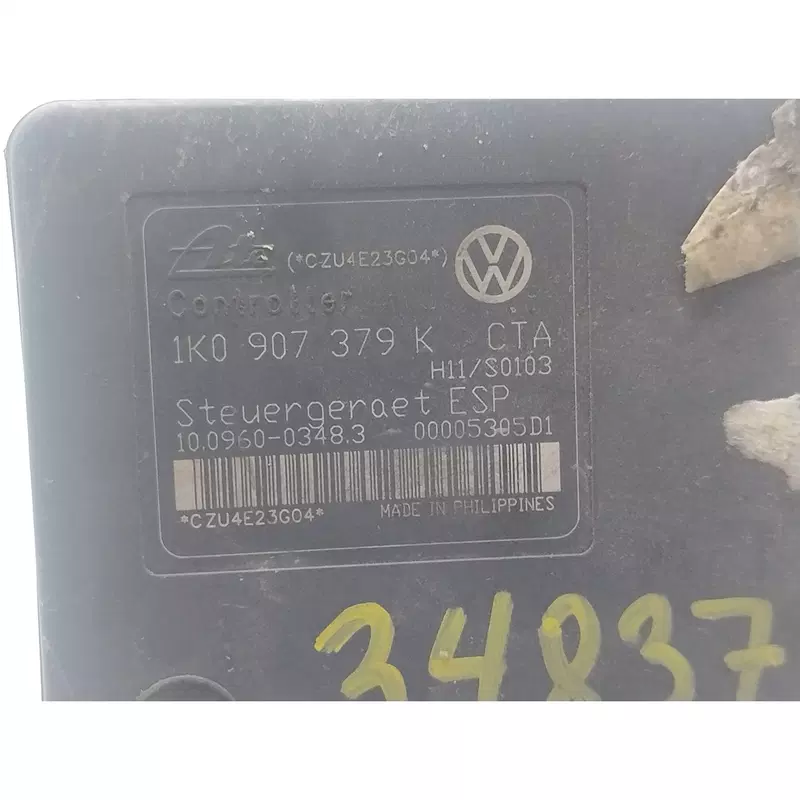 Ate (*CZU4E23G04*)
Controller
1K0 907 379 K CTA
H11/S0103
Steuergeraet ESP
10.0960-0348.3 00005305D1
*CZU4E23G04* MADE IN PHILIPPINES
34837